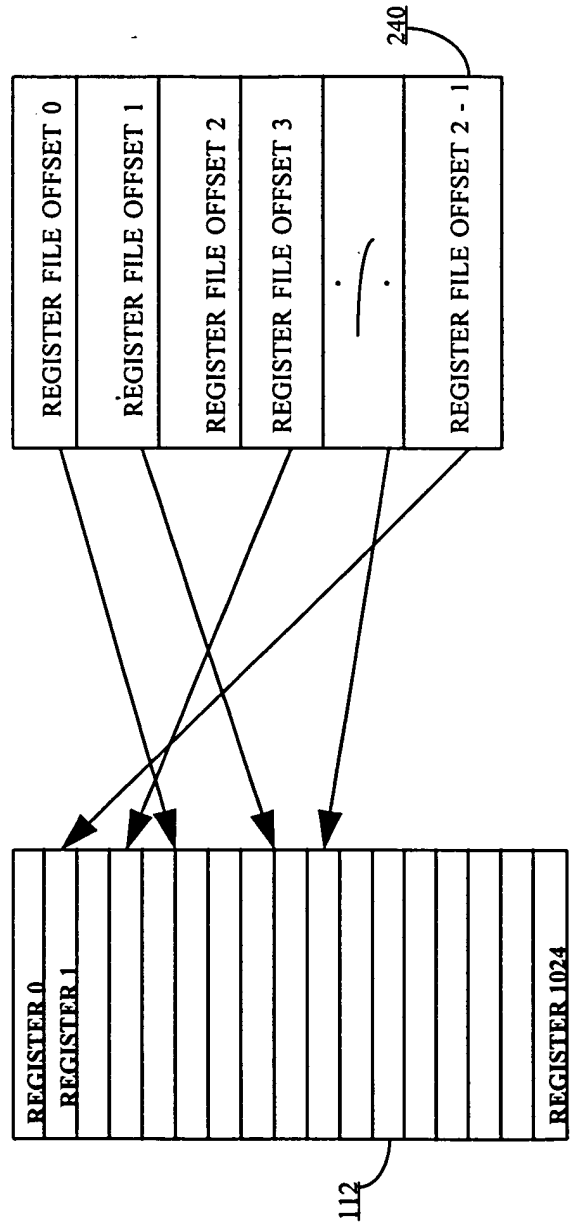 REGISTER 0
REGISTER 1
REGISTER 1024
112
REGISTER FILE OFFSET 0
REGISTER FILE OFFSET 1
REGISTER FILE OFFSET 2
REGISTER FILE OFFSET 3
REGISTER FILE OFFSET 2 - 1
240